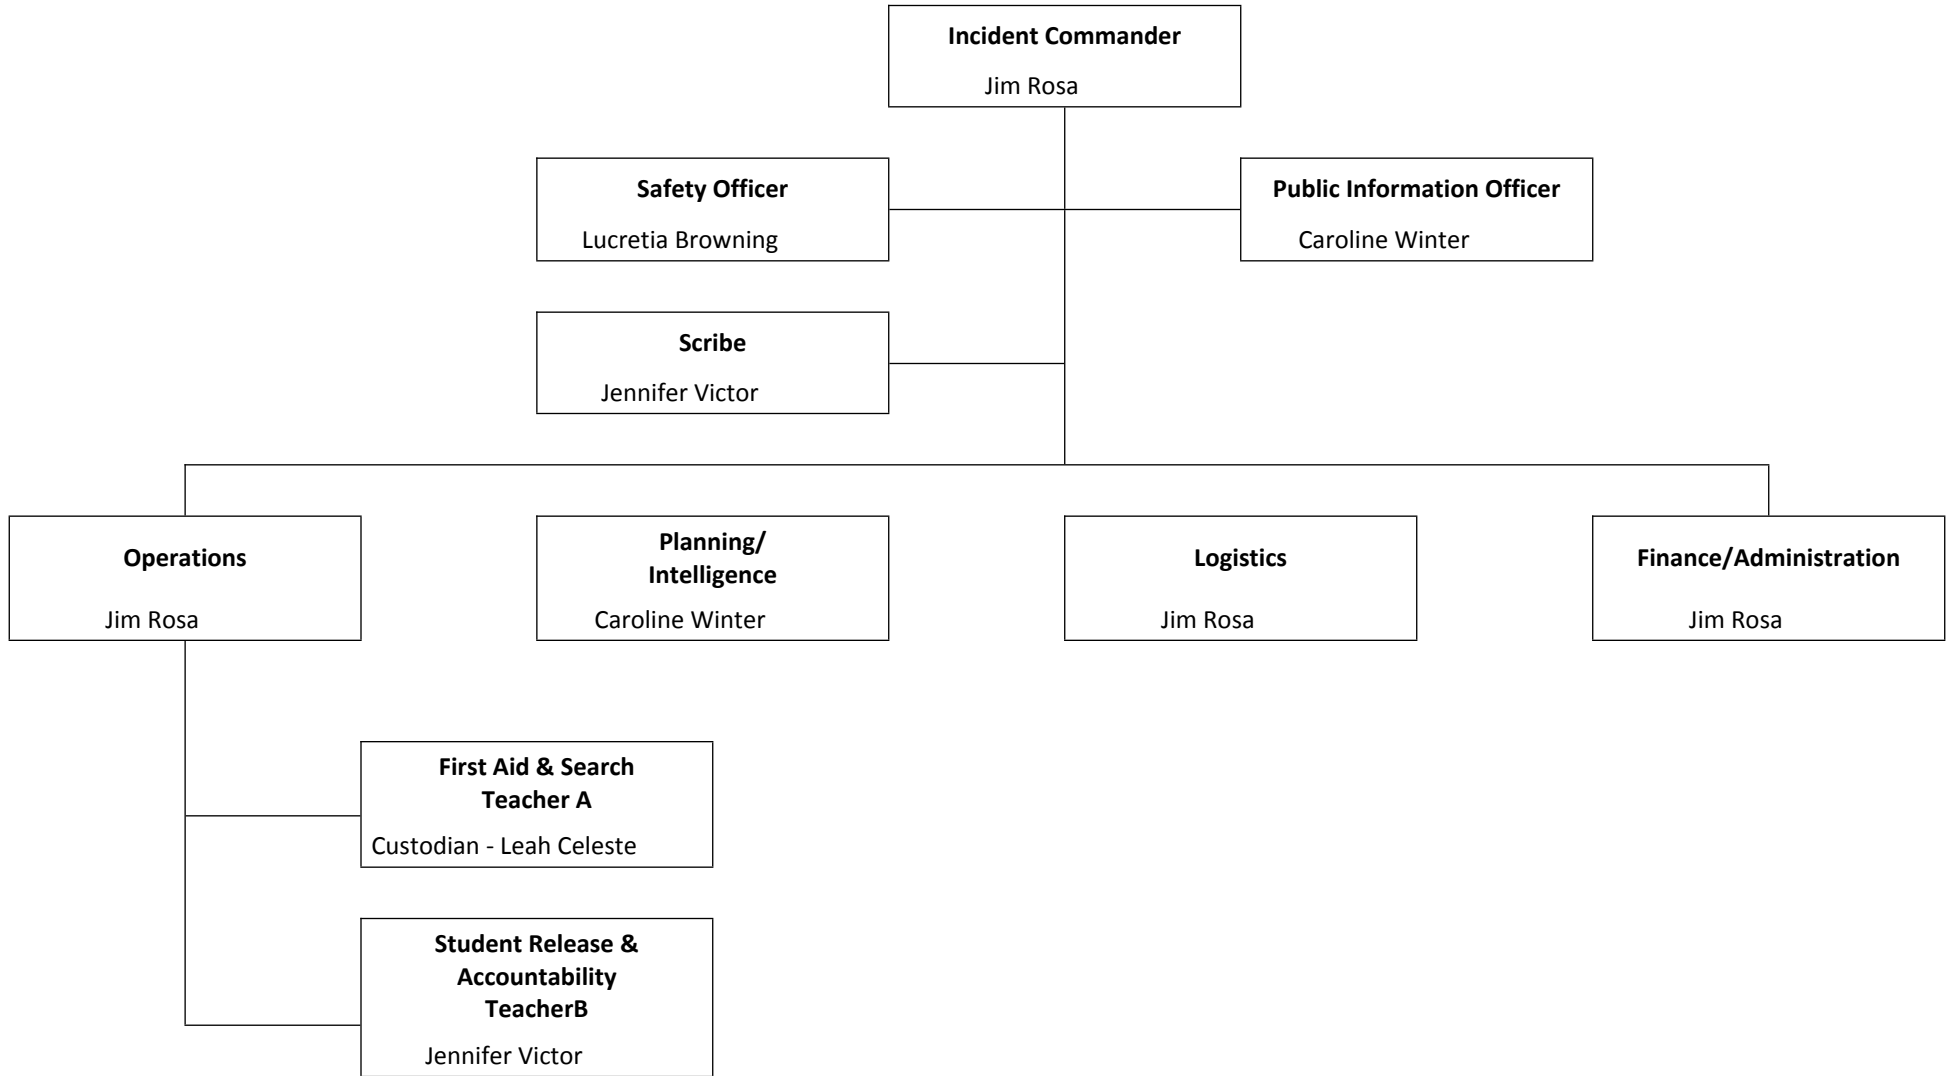 Incident Commander
Jim Rosa
Safety Officer
Lucretia Browning
Public Information Officer
Caroline Winter
Scribe
Jennifer Victor
Operations
Jim Rosa
Planning/
Intelligence
Caroline Winter
Logistics
Jim Rosa
Finance/Administration
Jim Rosa
First Aid & Search
Teacher A
Custodian - Leah Celeste
Student Release &
Accountability
TeacherB
Jennifer Victor